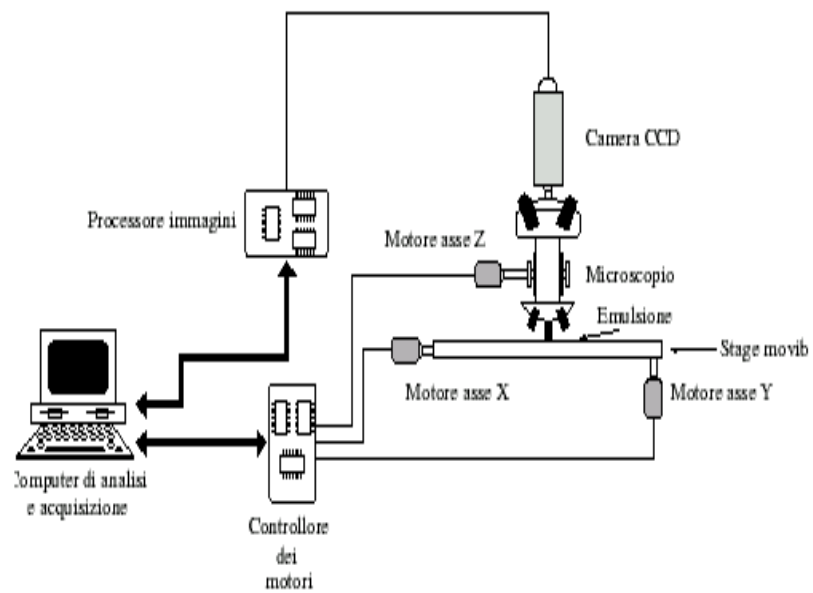 Camera CCD
Processore immagini
Motore asse Z
Microscopio
Emulsione
Stage movib
Motore asse X
Motore asse Y
omputer di analisi
e acquisizione
Controllore
dei
motori